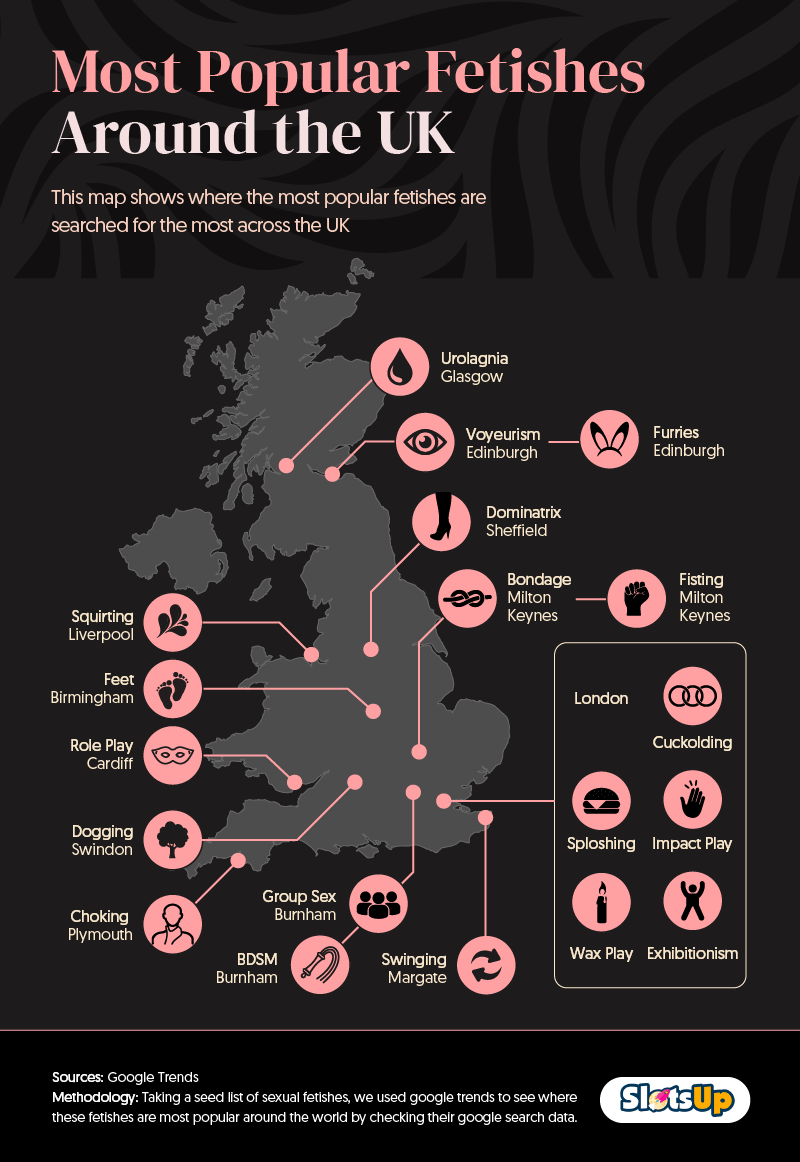 Most Popular Fetishes
Around the UK
This map shows where the most popular fetishes are
searched for the most across the UK
Urolagnia
Glasgow
Voyeurism
Edinburgh
Furries
Edinburgh
Dominatrix
Sheffield
Bondage
Milton
Keynes
Fisting
Milton
Keynes
Squirting
Liverpool
Feet
Birmingham
Role Play
Cardiff
Dogging
Swindon
Choking
Plymouth
Group Sex
Burnham
BDSM
Burnham
Swinging
Margate
London
Cuckolding
Sploshing
Impact Play
Wax Play
Exhibitionism
Sources: Google Trends
Methodology: Taking a seed list of sexual fetishes, we used google trends to see where
these fetishes are most popular around the world by checking their google search data.
SlotsUp